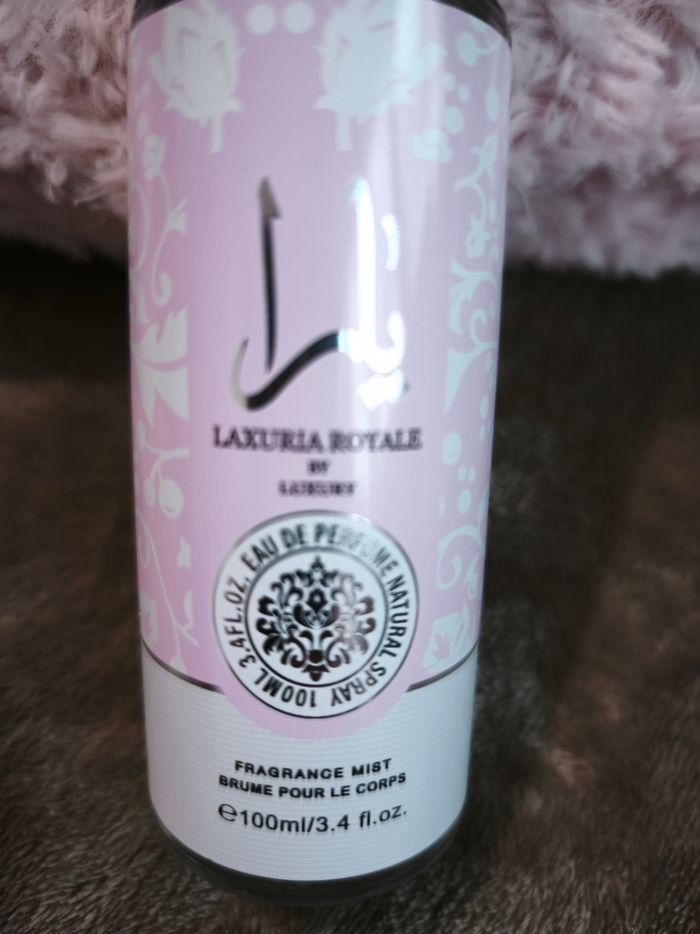 يارا
LAXURIA ROYALE
BY
LUXURY
EAU DE PERFUME NATURAL SPRAY 100ML 3.4FL.OZ.
FRAGRANCE MIST
BRUME POUR LE CORPS
℮100ml/3.4 fl.oz.